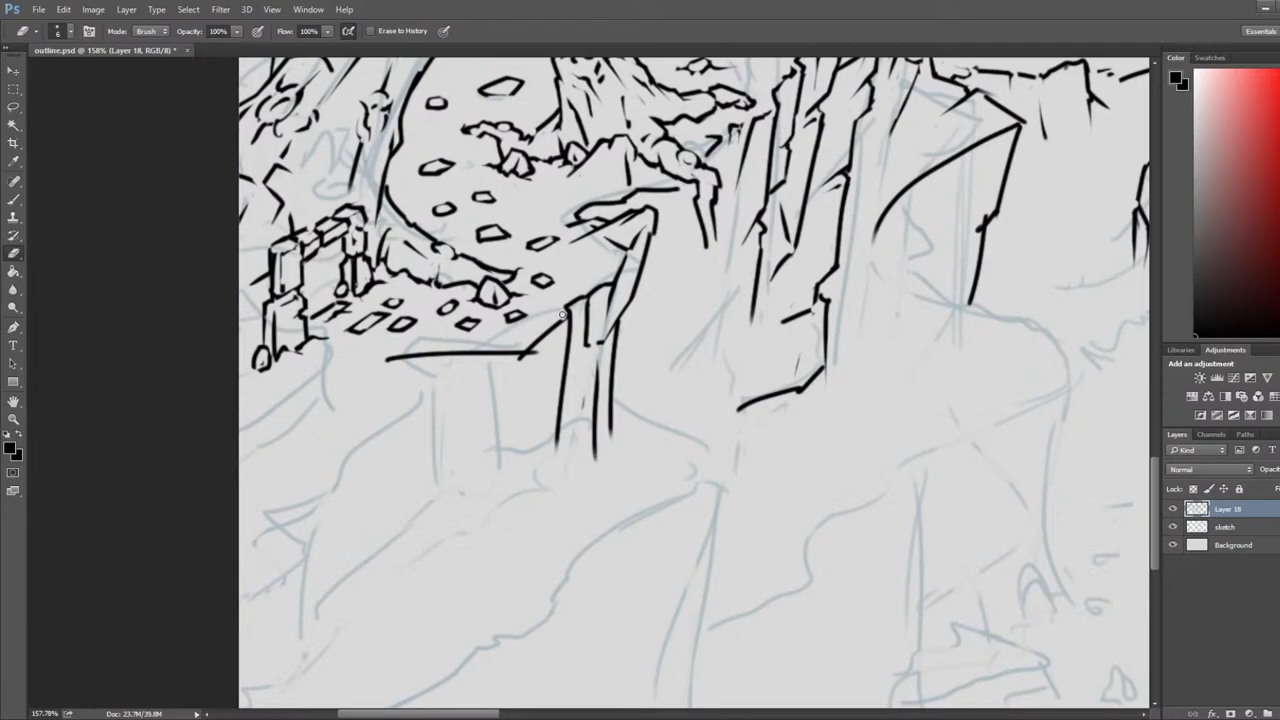 Ps File Edit Image Layer Type Select Filter 3D View Window Help
6 Mode: Brush Opacity: 100% Flow: 100% Erase to History Essentials
outline.psd @ 158% (Layer 18, RGB/8) * ×
Color Swatches
Libraries Adjustments
Add an adjustment
Layers Channels Paths
Kind
Normal Opac
Lock:
Layer 18
sketch
Background
157.78% Doc: 23.7M/39.8M